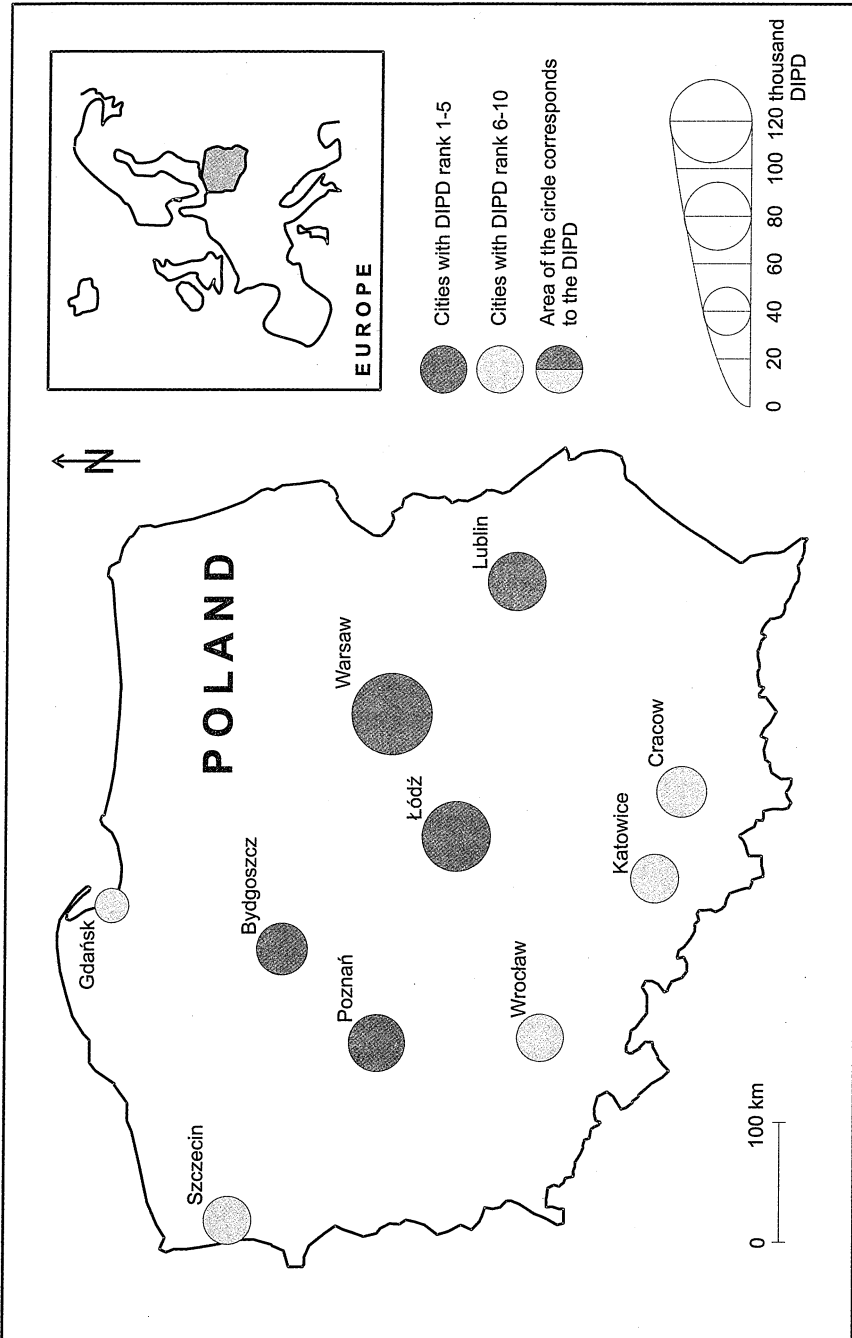 POLAND
N
Gdańsk
Szczecin
Bydgoszcz
Poznań
Warsaw
Łódź
Lublin
Wrocław
Katowice
Cracow
0 100 km
EUROPE
Cities with DIPD rank 1-5
Cities with DIPD rank 6-10
Area of the circle corresponds
to the DIPD
0 20 40 60 80 100 120 thousand
DIPD